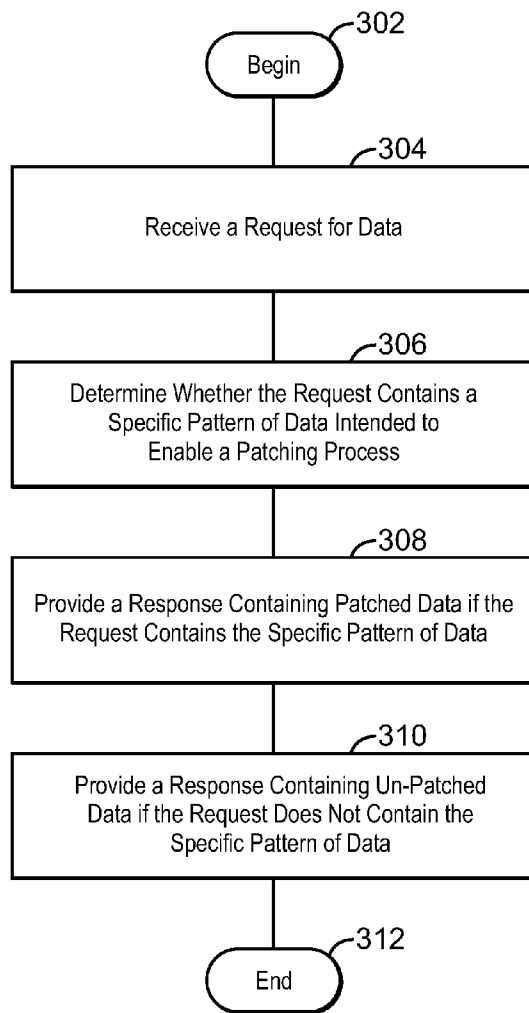 302
Begin
304
Receive a Request for Data
306
Determine Whether the Request Contains a
Specific Pattern of Data Intended to
Enable a Patching Process
308
Provide a Response Containing Patched Data if the
Request Contains the Specific Pattern of Data
310
Provide a Response Containing Un-Patched
Data if the Request Does Not Contain the
Specific Pattern of Data
312
End